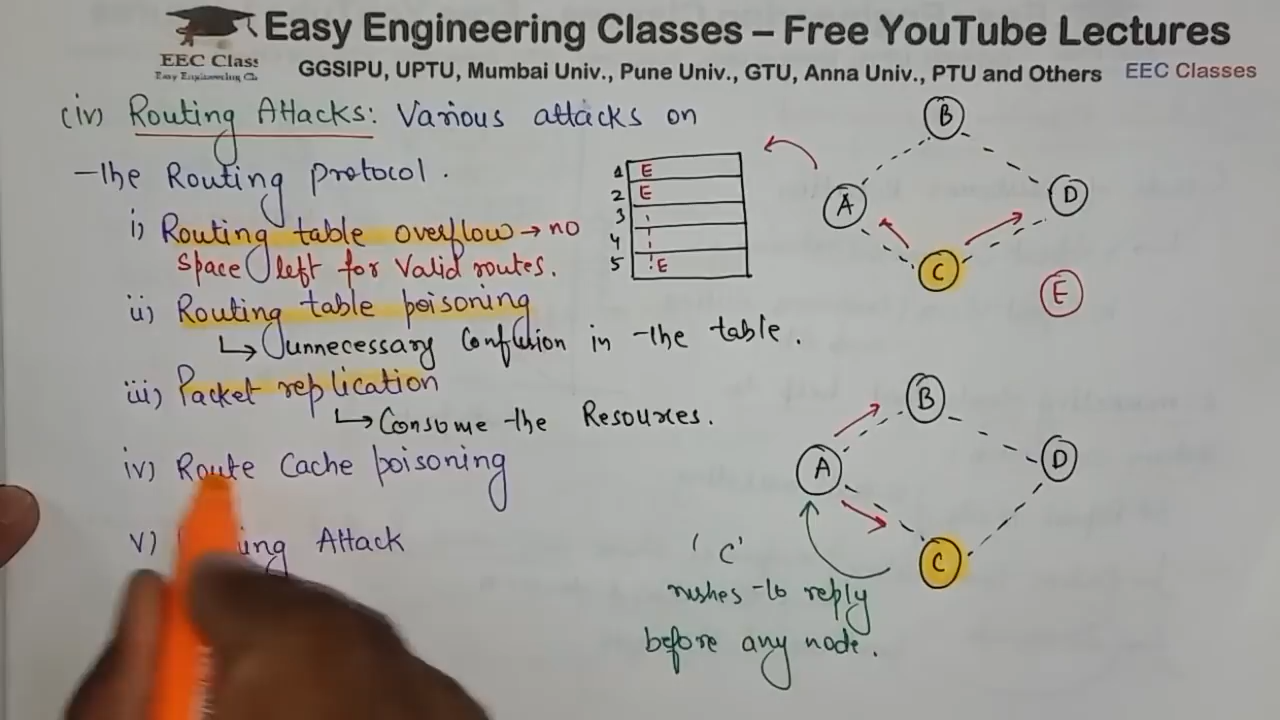 Easy Engineering Classes – Free YouTube Lectures
EEC Class
GGSIPU, UPTU, Mumbai Univ., Pune Univ., GTU, Anna Univ., PTU and Others
EEC Classes
(iv) Routing Attacks: Various attacks on
the Routing Protocol.
i) Routing table overflow → no
space left for valid routes.
ii) Routing table poisoning
↳ unnecessary confusion in the table.
iii) Packet replication
↳ Consume the Resources.
iv) Route Cache poisoning
v) ing Attack
1 E
2 E
3
4
5 E
B
A
D
C
E
B
A
D
C
'C'
rushes to reply
before any node.